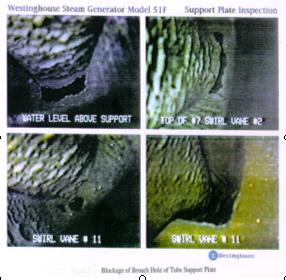 Westinghouse Steam Generator Model 51F Support Plate Inspection
WATER LEVEL ABOVE SUPPORT
TOP OF #7 SWIRL VANE #2
SWIRL VANE # 11
SWIRL VANE # 11
Westinghouse
Blockage of Broach Hole of Tube Support Plate